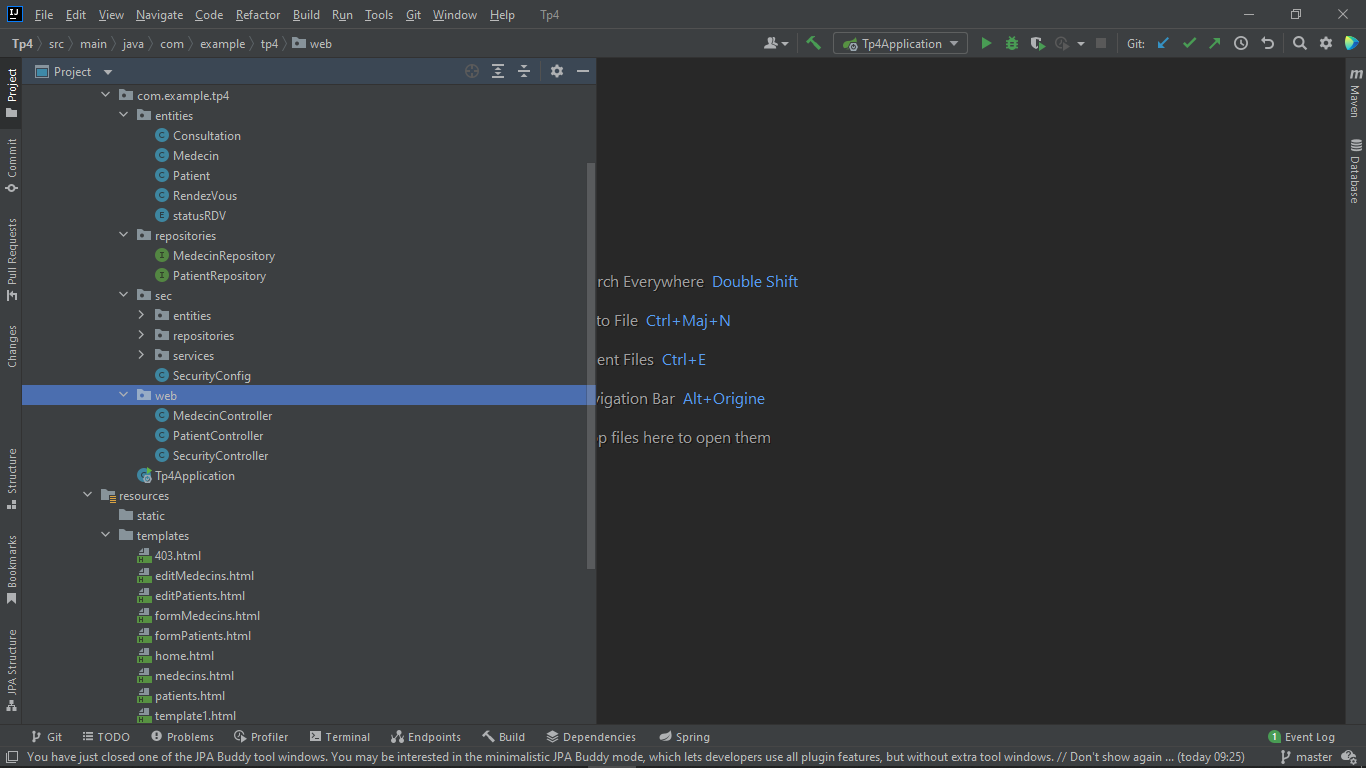 File Edit View Navigate Code Refactor Build Run Tools Git Window Help Tp4
Tp4 src main java com example tp4 web Tp4Application Git:
Project
com.example.tp4
entities
Consultation
Medecin
Patient
RendezVous
statusRDV
repositories
MedecinRepository
PatientRepository
sec
entities
repositories
services
SecurityConfig
web
MedecinController
PatientController
SecurityController
Tp4Application
resources
static
templates
403.html
editMedecins.html
editPatients.html
formMedecins.html
formPatients.html
home.html
medecins.html
patients.html
template1.html
rch Everywhere Double Shift
to File Ctrl+Maj+N
ent Files Ctrl+E
vigation Bar Alt+Origine
op files here to open them
Project
Commit
Pull Requests
Changes
Structure
Bookmarks
JPA Structure
m
Maven
Database
Git TODO Problems Profiler Terminal Endpoints Build Dependencies Spring 1 Event Log
You have just closed one of the JPA Buddy tool windows. You may be interested in the minimalistic JPA Buddy mode, which lets developers use all plugin features, but without extra tool windows. // Don't show again ... (today 09:25) master